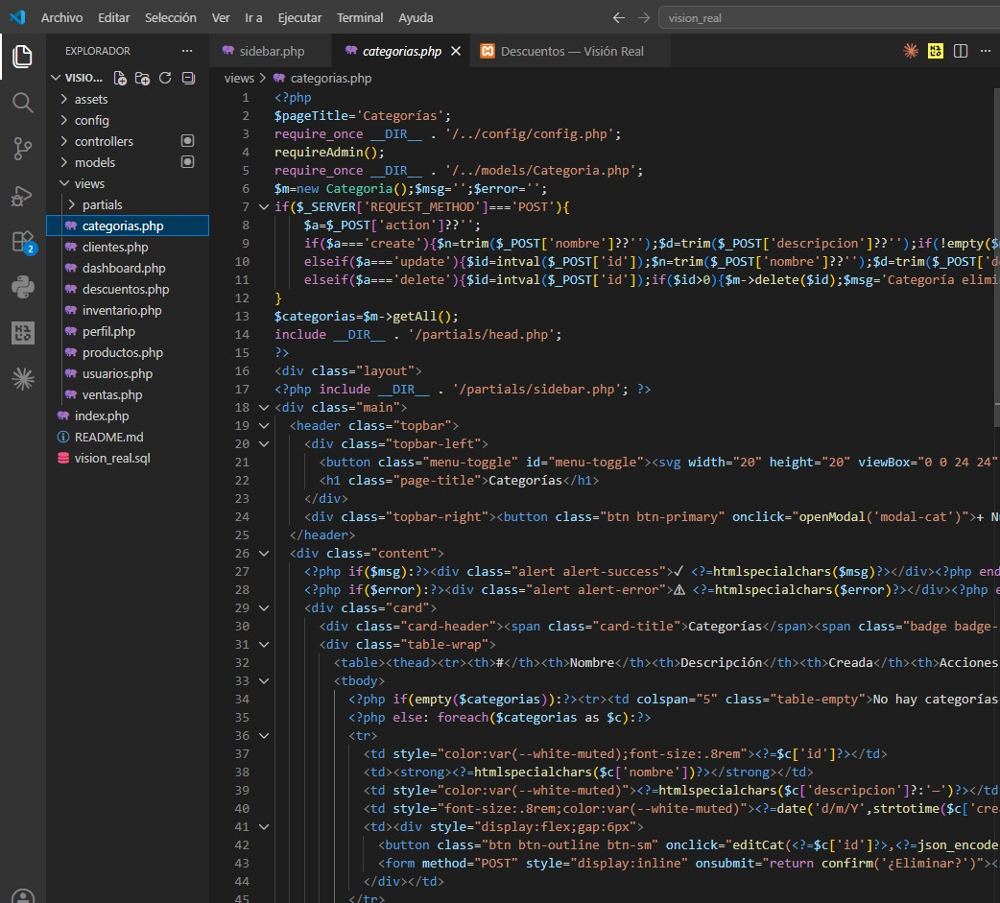 Archivo Editar Selección Ver Ir a Ejecutar Terminal Ayuda
vision_real
EXPLORADOR
VISIO...
assets
config
controllers
models
views
partials
categorias.php
clientes.php
dashboard.php
descuentos.php
inventario.php
perfil.php
productos.php
usuarios.php
ventas.php
index.php
README.md
vision_real.sql
2
sidebar.php
categorias.php
Descuentos — Visión Real
views > categorias.php
1 <?php
2 $pageTitle='Categorías';
3 require_once __DIR__ . '/../config/config.php';
4 requireAdmin();
5 require_once __DIR__ . '/../models/Categoria.php';
6 $m=new Categoria();$msg='';$error='';
7 if($_SERVER['REQUEST_METHOD']==='POST'){
8 $a=$_POST['action']??'';
9 if($a==='create'){$n=trim($_POST['nombre']??'');$d=trim($_POST['descripcion']??'');if(!empty($
10 elseif($a==='update'){$id=intval($_POST['id']);$n=trim($_POST['nombre']??'');$d=trim($_POST['d
11 elseif($a==='delete'){$id=intval($_POST['id']);if($id>0){$m->delete($id);$msg='Categoría elimi
12 }
13 $categorias=$m->getAll();
14 include __DIR__ . '/partials/head.php';
15 ?>
16 <div class="layout">
17 <?php include __DIR__ . '/partials/sidebar.php'; ?>
18 <div class="main">
19 <header class="topbar">
20 <div class="topbar-left">
21 <button class="menu-toggle" id="menu-toggle"><svg width="20" height="20" viewBox="0 0 24 24"
22 <h1 class="page-title">Categorías</h1>
23 </div>
24 <div class="topbar-right"><button class="btn btn-primary" onclick="openModal('modal-cat')">+ N
25 </header>
26 <div class="content">
27 <?php if($msg):?><div class="alert alert-success">✓ <?=htmlspecialchars($msg)?></div><?php end
28 <?php if($error):?><div class="alert alert-error">⚠ <?=htmlspecialchars($error)?></div><?php e
29 <div class="card">
30 <div class="card-header"><span class="card-title">Categorías</span><span class="badge badge-
31 <div class="table-wrap">
32 <table><thead><tr><th>#</th><th>Nombre</th><th>Descripción</th><th>Creada</th><th>Acciones
33 <tbody>
34 <?php if(empty($categorias)):?><tr><td colspan="5" class="table-empty">No hay categorías
35 <?php else: foreach($categorias as $c):?>
36 <tr>
37 <td style="color:var(--white-muted);font-size:.8rem"><?=$c['id']?></td>
38 <td><strong><?=htmlspecialchars($c['nombre'])?></strong></td>
39 <td style="color:var(--white-muted)"><?=htmlspecialchars($c['descripcion']?:'—')?></td
40 <td style="font-size:.8rem;color:var(--white-muted)"><?=date('d/m/Y',strtotime($c['crea
41 <td><div style="display:flex;gap:6px">
42 <button class="btn btn-outline btn-sm" onclick="editCat(<?=$c['id']?>,<?=json_encode
43 <form method="POST" style="display:inline" onsubmit="return confirm('¿Eliminar?')"><
44 </div></td>
45 </tr>